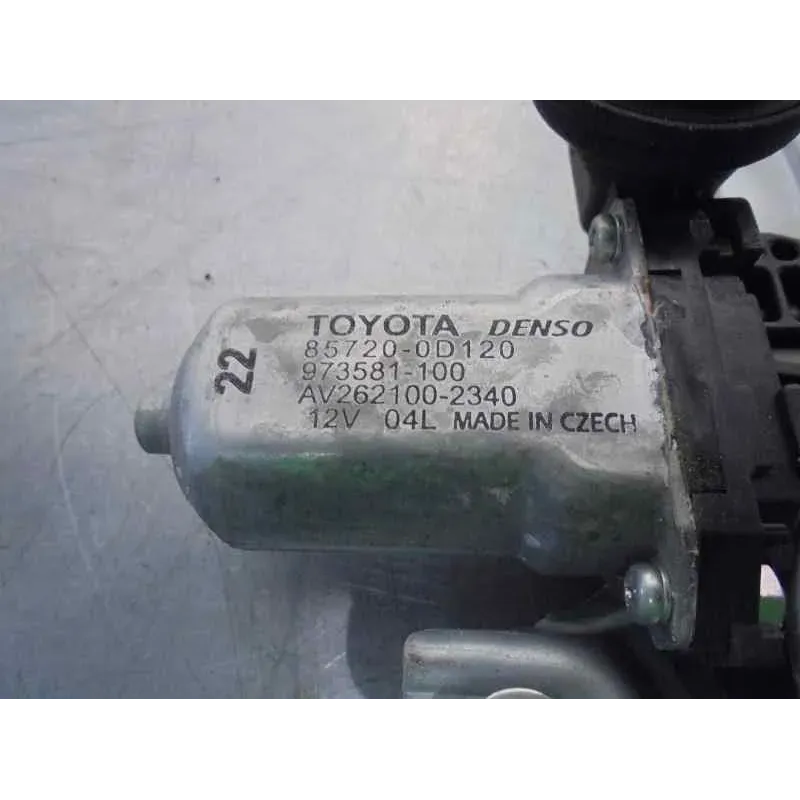 TOYOTA DENSO
85720-0D120
973581-100
AV262100-2340
12V 04L MADE IN CZECH
22